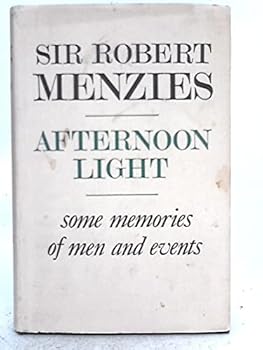 SIR ROBERT
MENZIES
AFTERNOON
LIGHT
some memories
of men and events